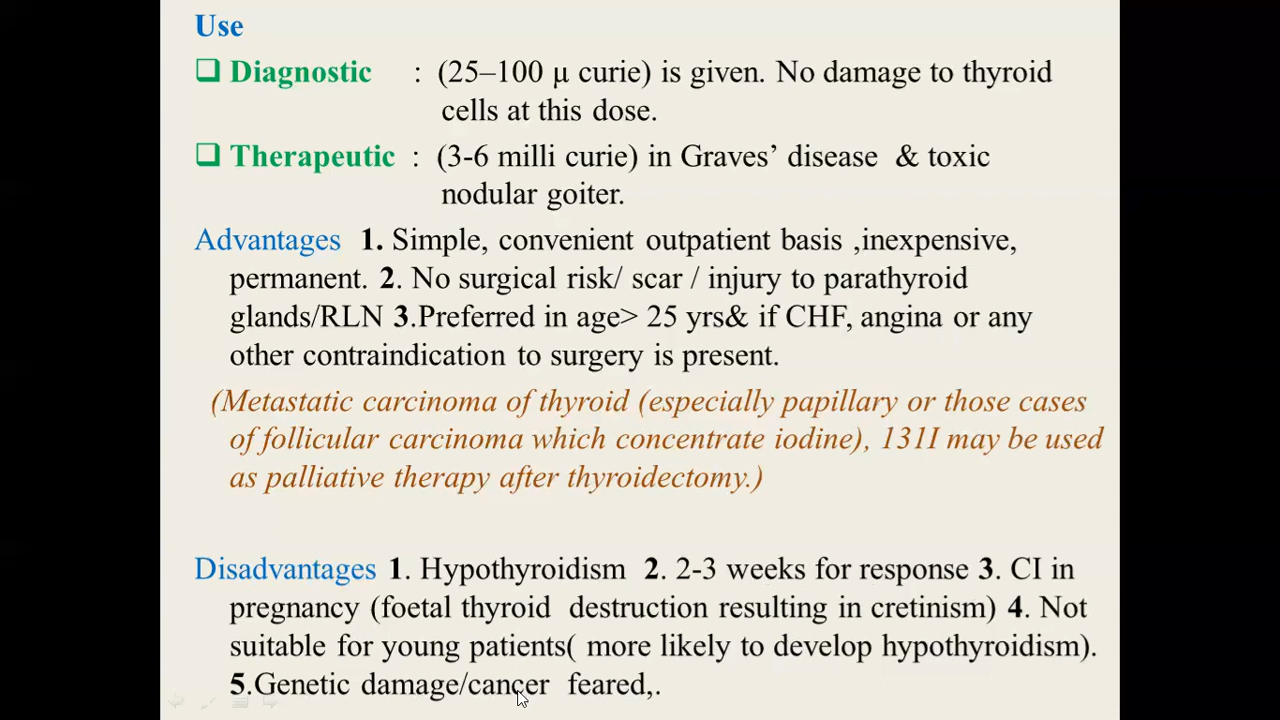 Use
❑ Diagnostic : (25–100 µ curie) is given. No damage to thyroid
cells at this dose.
❑ Therapeutic : (3-6 milli curie) in Graves’ disease & toxic
nodular goiter.
Advantages 1. Simple, convenient outpatient basis ,inexpensive,
permanent. 2. No surgical risk/ scar / injury to parathyroid
glands/RLN 3.Preferred in age> 25 yrs& if CHF, angina or any
other contraindication to surgery is present.
(Metastatic carcinoma of thyroid (especially papillary or those cases
of follicular carcinoma which concentrate iodine), 131I may be used
as palliative therapy after thyroidectomy.)
Disadvantages 1. Hypothyroidism 2. 2-3 weeks for response 3. CI in
pregnancy (foetal thyroid destruction resulting in cretinism) 4. Not
suitable for young patients( more likely to develop hypothyroidism).
5.Genetic damage/cancer feared,.